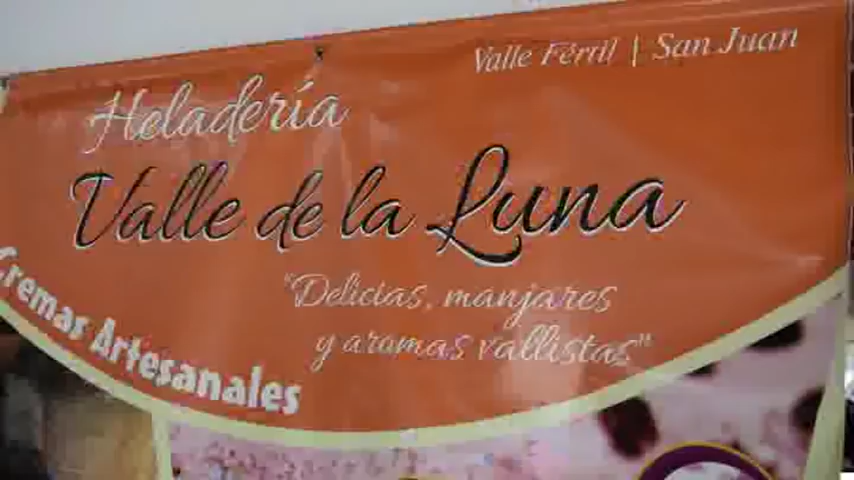 Valle Fértil | San Juan
Heladería
Valle de la Luna
"Delicias, manjares
y aromas vallistas"
Cremas Artesanales